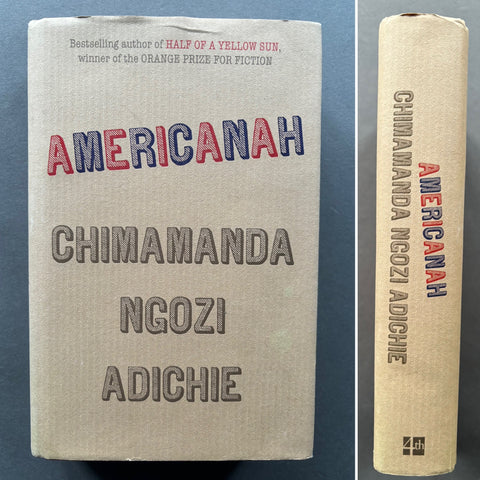 Bestselling author of HALF OF A YELLOW SUN,
winner of the ORANGE PRIZE FOR FICTION
AMERICANAH
CHIMAMANDA
NGOZI
ADICHIE
AMERICANAH
CHIMAMANDA NGOZI ADICHIE
4th